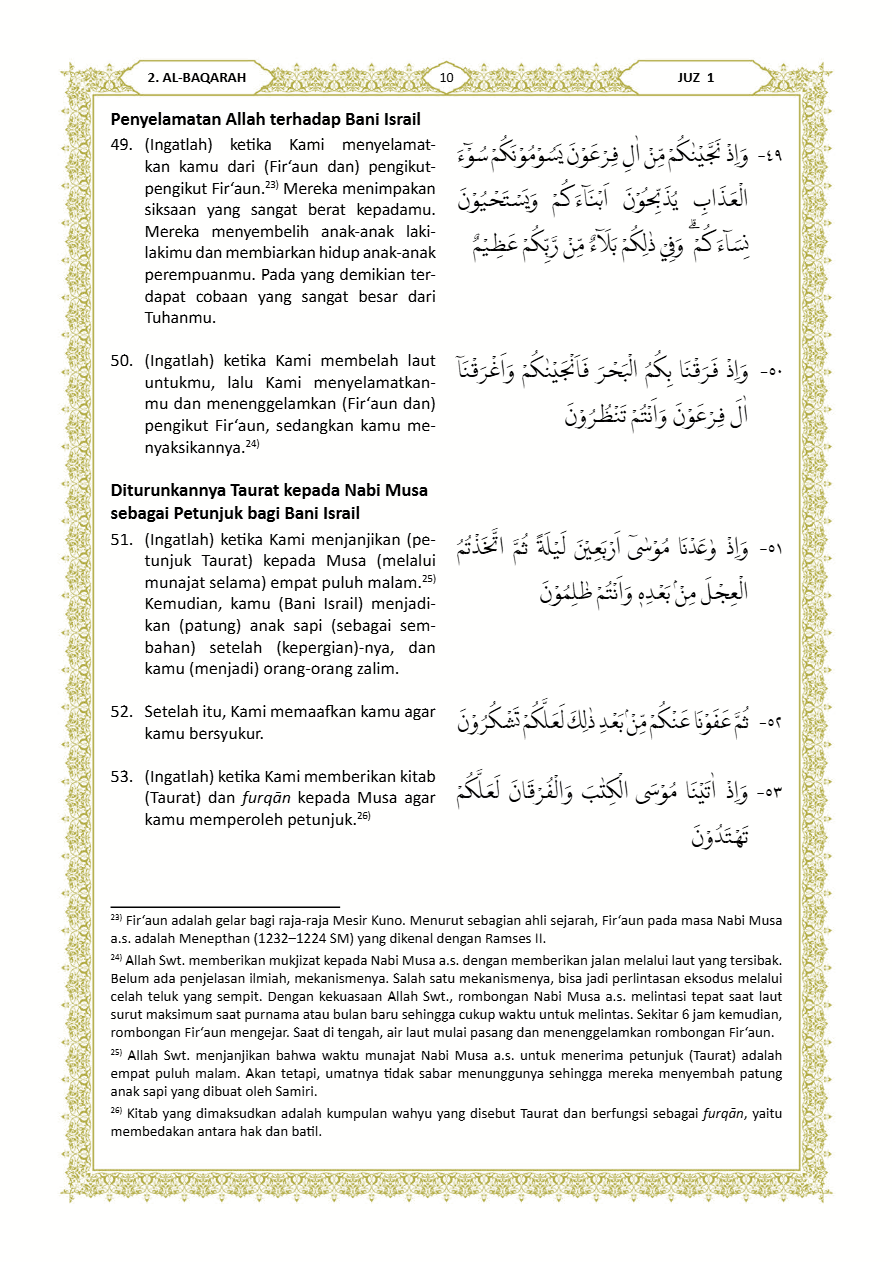 2. AL-BAQARAH
10
JUZ 1
Penyelamatan Allah terhadap Bani Israil
49. (Ingatlah) ketika Kami menyelamat-
kan kamu dari (Fir‘aun dan) pengikut-
pengikut Fir‘aun.²³⁾ Mereka menimpakan
siksaan yang sangat berat kepadamu.
Mereka menyembelih anak-anak laki-
lakimu dan membiarkan hidup anak-anak
perempuanmu. Pada yang demikian ter-
dapat cobaan yang sangat besar dari
Tuhanmu.
٤٩- وَاِذْ نَجَّيْنٰكُمْ مِّنْ اٰلِ فِرْعَوْنَ يَسُوْمُوْنَكُمْ سُوْۤءَ
الْعَذَابِ يُذَبِّحُوْنَ اَبْنَاۤءَكُمْ وَيَسْتَحْيُوْنَ
نِسَاۤءَكُمْ ۗ وَفِيْ ذٰلِكُمْ بَلَاۤءٌ مِّنْ رَّبِّكُمْ عَظِيْمٌ
50. (Ingatlah) ketika Kami membelah laut
untukmu, lalu Kami menyelamatkan-
mu dan menenggelamkan (Fir‘aun dan)
pengikut Fir‘aun, sedangkan kamu me-
nyaksikannya.²⁴⁾
٥٠- وَاِذْ فَرَقْنَا بِكُمُ الْبَحْرَ فَاَنْجَيْنٰكُمْ وَاَغْرَقْنَآ
اٰلَ فِرْعَوْنَ وَاَنْتُمْ تَنْظُرُوْنَ
Diturunkannya Taurat kepada Nabi Musa
sebagai Petunjuk bagi Bani Israil
51. (Ingatlah) ketika Kami menjanjikan (pe-
tunjuk Taurat) kepada Musa (melalui
munajat selama) empat puluh malam.²⁵⁾
Kemudian, kamu (Bani Israil) menjadi-
kan (patung) anak sapi (sebagai sem-
bahan) setelah (kepergian)-nya, dan
kamu (menjadi) orang-orang zalim.
٥١- وَاِذْ وٰعَدْنَا مُوْسٰىٓ اَرْبَعِيْنَ لَيْلَةً ثُمَّ اتَّخَذْتُمُ
الْعِجْلَ مِنْۢ بَعْدِهٖ وَاَنْتُمْ ظٰلِمُوْنَ
52. Setelah itu, Kami memaafkan kamu agar
kamu bersyukur.
٥٢- ثُمَّ عَفَوْنَا عَنْكُمْ مِّنْۢ بَعْدِ ذٰلِكَ لَعَلَّكُمْ تَشْكُرُوْنَ
53. (Ingatlah) ketika Kami memberikan kitab
(Taurat) dan furqān kepada Musa agar
kamu memperoleh petunjuk.²⁶⁾
٥٣- وَاِذْ اٰتَيْنَا مُوْسَى الْكِتٰبَ وَالْفُرْقَانَ لَعَلَّكُمْ
تَهْتَدُوْنَ
²³⁾ Fir‘aun adalah gelar bagi raja-raja Mesir Kuno. Menurut sebagian ahli sejarah, Fir‘aun pada masa Nabi Musa
a.s. adalah Menepthan (1232–1224 SM) yang dikenal dengan Ramses II.
²⁴⁾ Allah Swt. memberikan mukjizat kepada Nabi Musa a.s. dengan memberikan jalan melalui laut yang tersibak.
Belum ada penjelasan ilmiah, mekanismenya. Salah satu mekanismenya, bisa jadi perlintasan eksodus melalui
celah teluk yang sempit. Dengan kekuasaan Allah Swt., rombongan Nabi Musa a.s. melintasi tepat saat laut
surut maksimum saat purnama atau bulan baru sehingga cukup waktu untuk melintas. Sekitar 6 jam kemudian,
rombongan Fir‘aun mengejar. Saat di tengah, air laut mulai pasang dan menenggelamkan rombongan Fir‘aun.
²⁵⁾ Allah Swt. menjanjikan bahwa waktu munajat Nabi Musa a.s. untuk menerima petunjuk (Taurat) adalah
empat puluh malam. Akan tetapi, umatnya tidak sabar menunggunya sehingga mereka menyembah patung
anak sapi yang dibuat oleh Samiri.
²⁶⁾ Kitab yang dimaksudkan adalah kumpulan wahyu yang disebut Taurat dan berfungsi sebagai furqān, yaitu
membedakan antara hak dan batil.